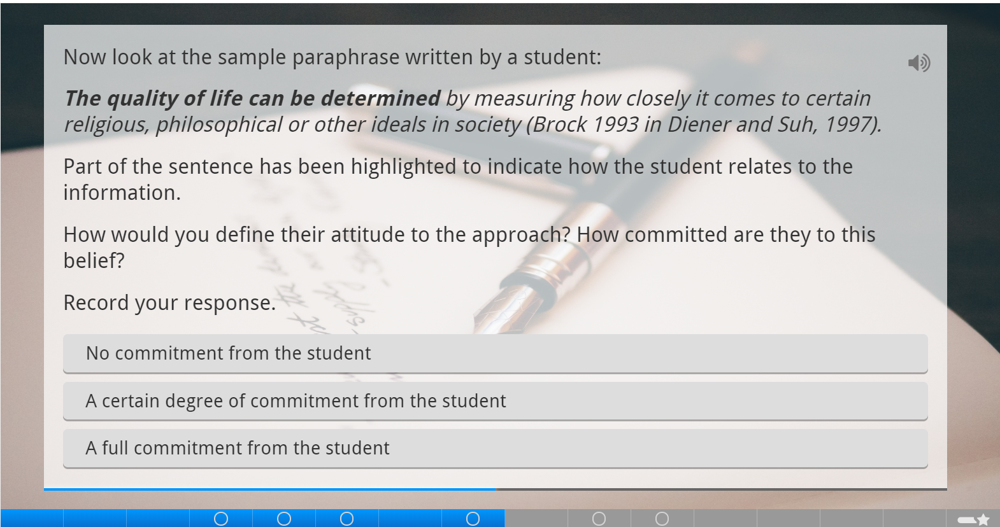 Now look at the sample paraphrase written by a student:
The quality of life can be determined by measuring how closely it comes to certain
religious, philosophical or other ideals in society (Brock 1993 in Diener and Suh, 1997).
Part of the sentence has been highlighted to indicate how the student relates to the
information.
How would you define their attitude to the approach? How committed are they to this
belief?
Record your response.
No commitment from the student
A certain degree of commitment from the student
A full commitment from the student